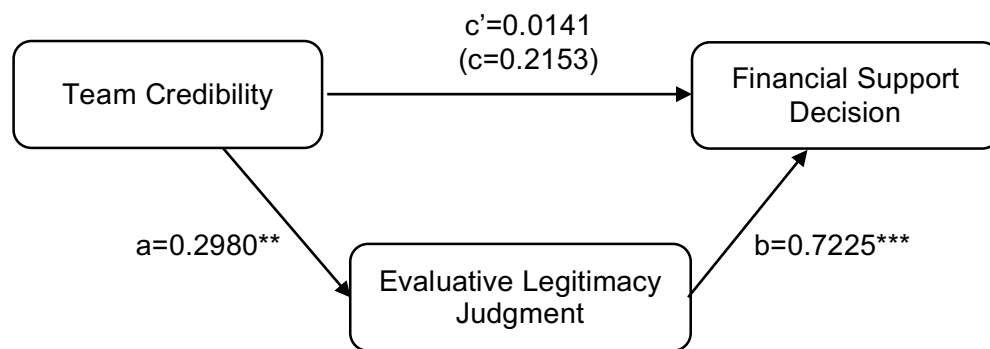 c’=0.0141
(c=0.2153)
Team Credibility
Financial Support
Decision
a=0.2980**
b=0.7225***
Evaluative Legitimacy
Judgment